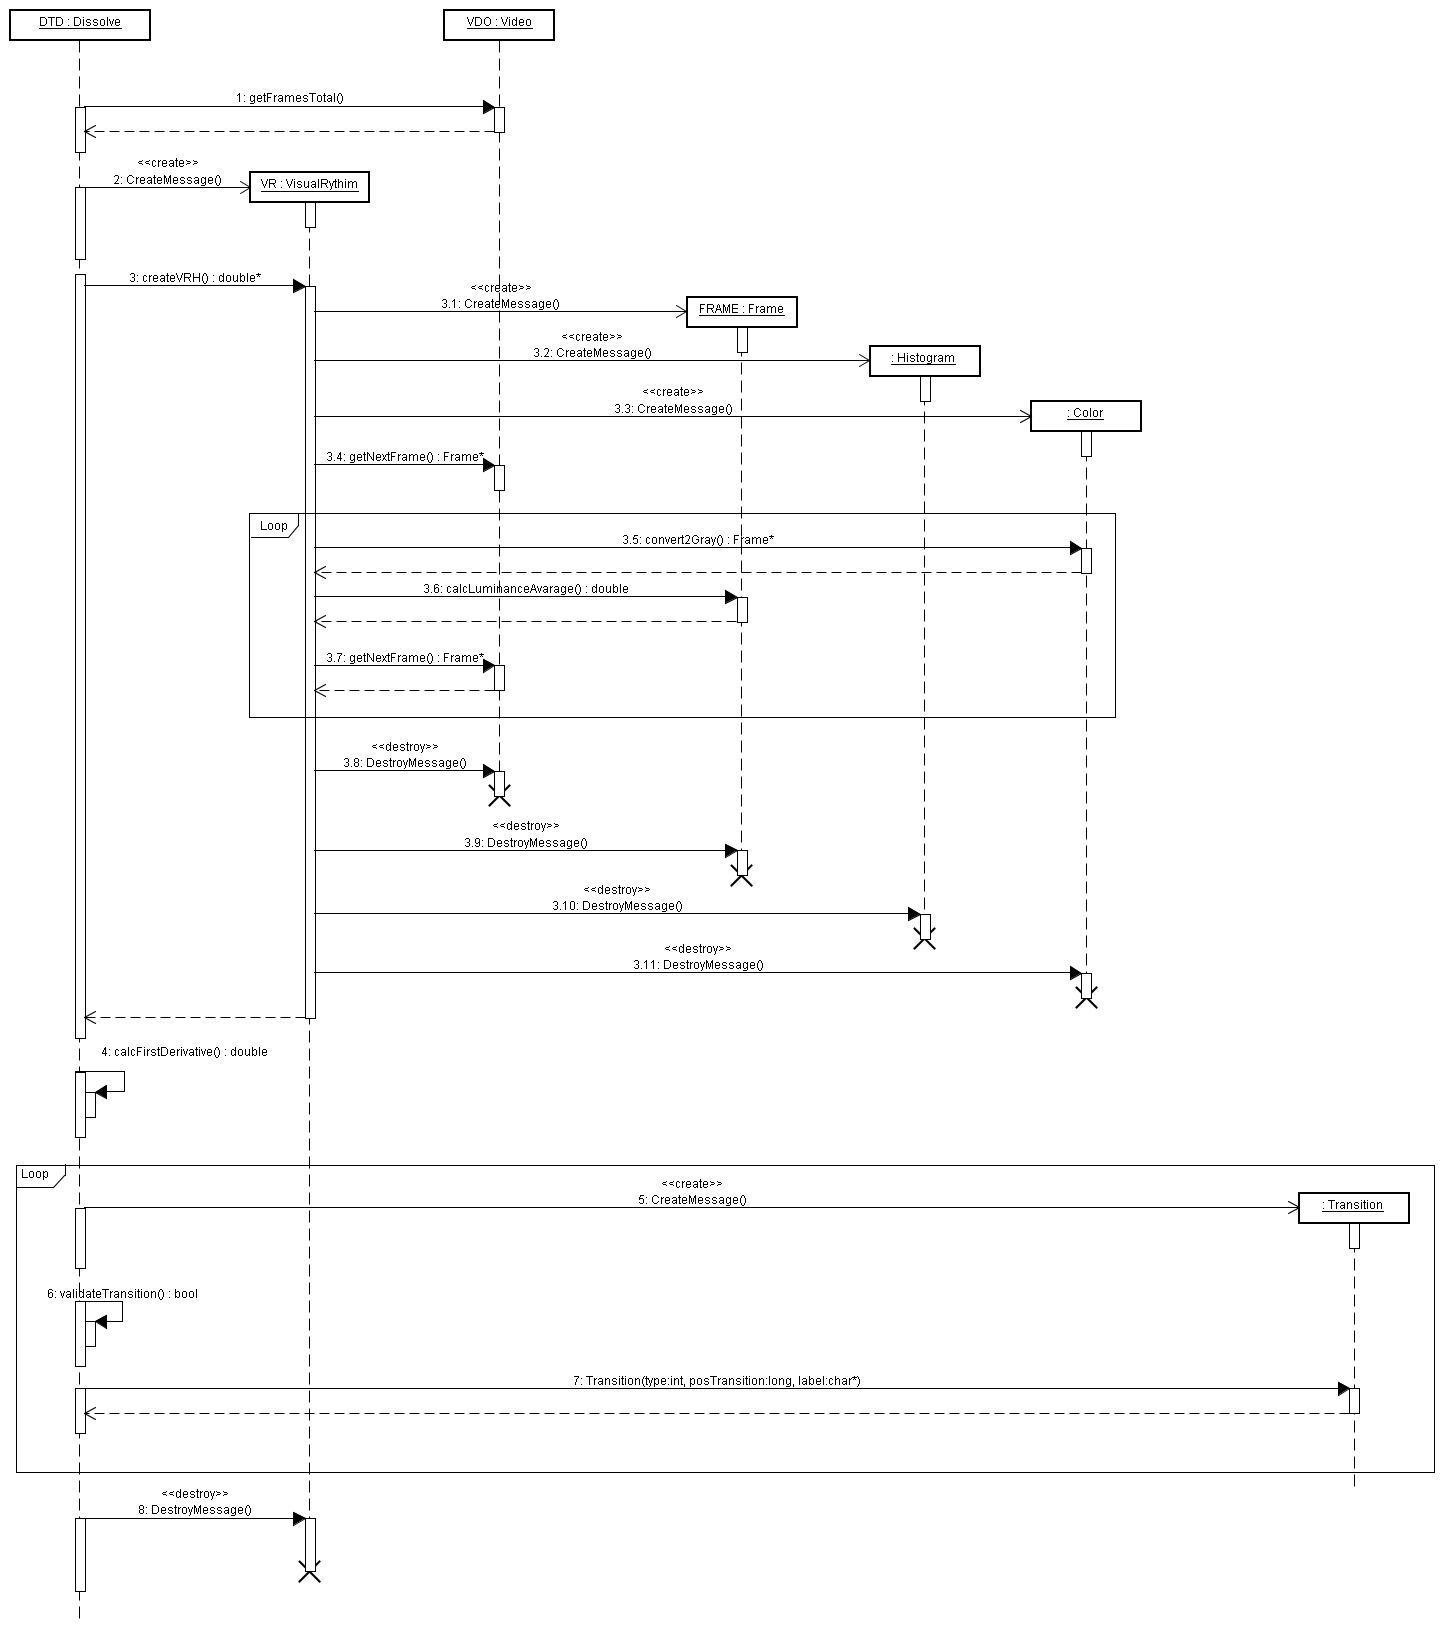 DTD : Dissolve
VDO : Video
1: getFramesTotal()
<<create>>
2: CreateMessage()
VR : VisualRythim
3: createVRH() : double*
<<create>>
3.1: CreateMessage()
FRAME : Frame
<<create>>
3.2: CreateMessage()
: Histogram
<<create>>
3.3: CreateMessage()
: Color
3.4: getNextFrame() : Frame*
Loop
3.5: convert2Gray() : Frame*
3.6: calcLuminanceAvarage() : double
3.7: getNextFrame() : Frame*
<<destroy>>
3.8: DestroyMessage()
<<destroy>>
3.9: DestroyMessage()
<<destroy>>
3.10: DestroyMessage()
<<destroy>>
3.11: DestroyMessage()
4: calcFirstDerivative() : double
Loop
<<create>>
5: CreateMessage()
: Transition
6: validateTransition() : bool
7: Transition(type:int, posTransition:long, label:char*)
<<destroy>>
8: DestroyMessage()